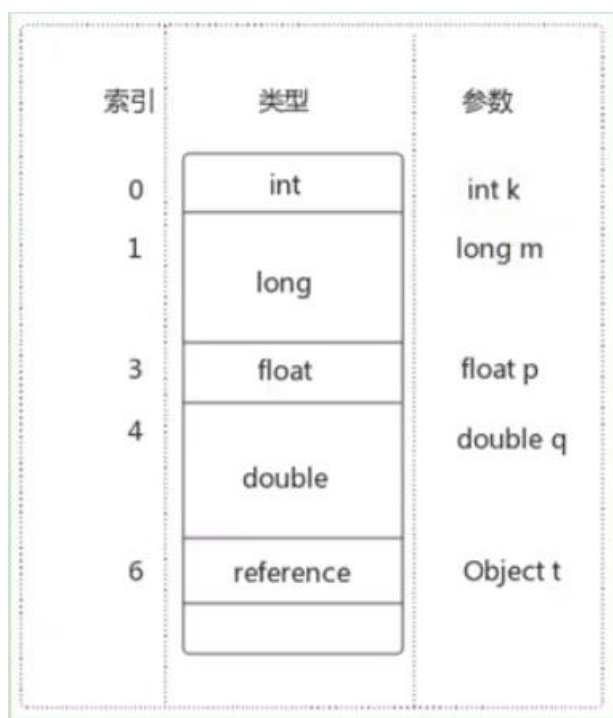 索引 类型 参数
0 int int k
1 long long m
3 float float p
4 double double q
6 reference Object t